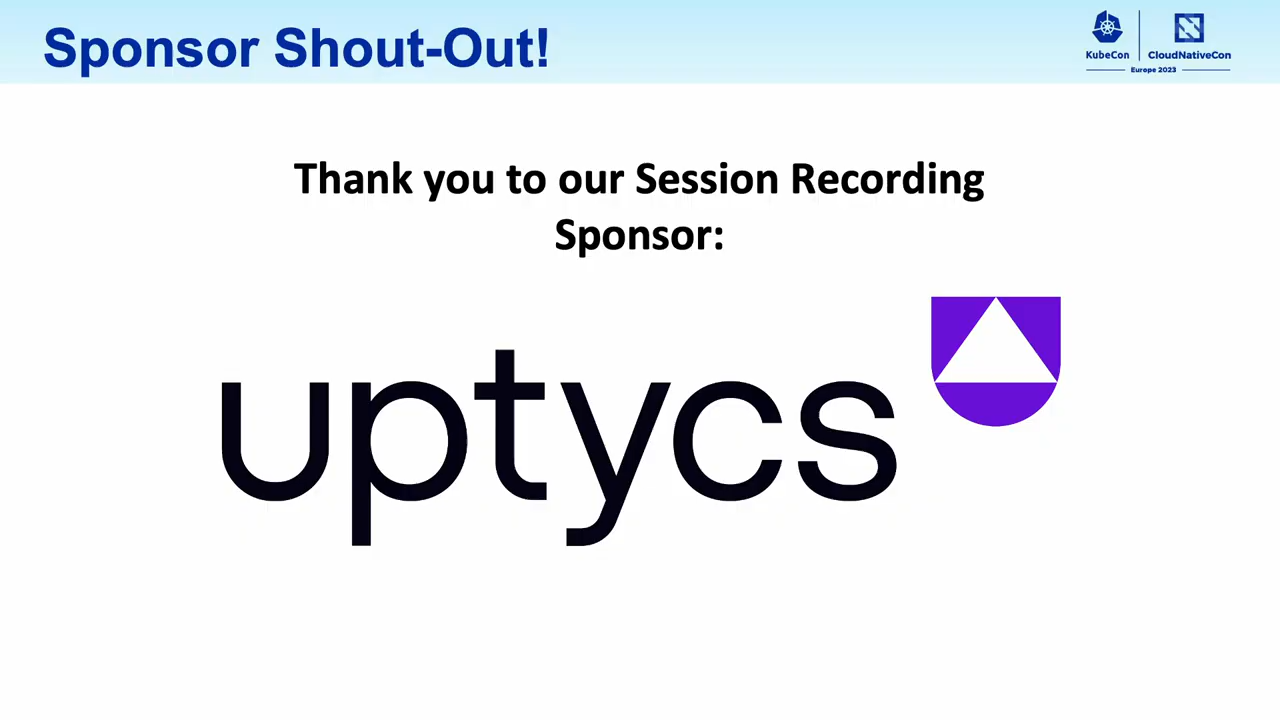 Sponsor Shout-Out!
KubeCon
CloudNativeCon
Europe 2023
Thank you to our Session Recording
Sponsor:
uptycs